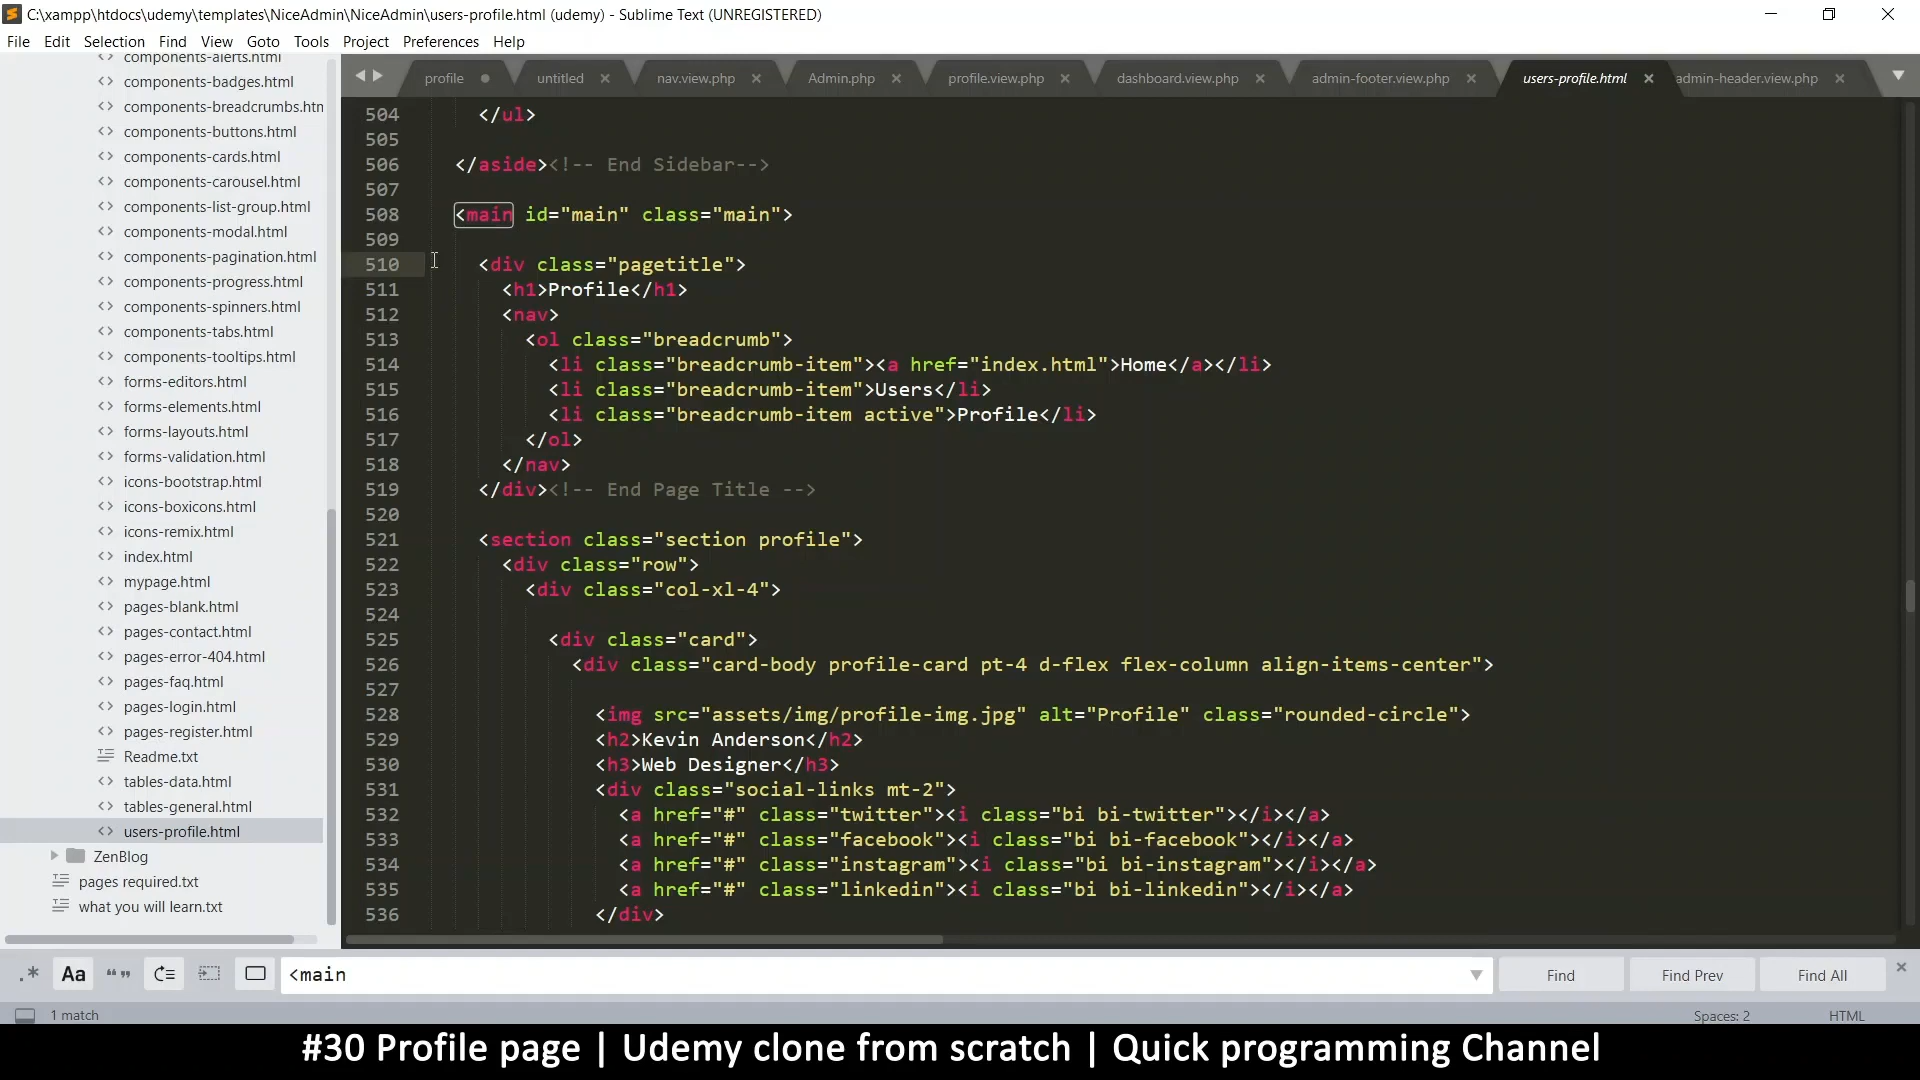 C:\xampp\htdocs\udemy\templates\NiceAdmin\NiceAdmin\users-profile.html (udemy) - Sublime Text (UNREGISTERED)
File Edit Selection Find View Goto Tools Project Preferences Help
profile untitled nav.view.php Admin.php profile.view.php dashboard.view.php admin-footer.view.php users-profile.html admin-header.view.php
components-alerts.html
components-badges.html
components-breadcrumbs.htm
components-buttons.html
components-cards.html
components-carousel.html
components-list-group.html
components-modal.html
components-pagination.html
components-progress.html
components-spinners.html
components-tabs.html
components-tooltips.html
forms-editors.html
forms-elements.html
forms-layouts.html
forms-validation.html
icons-bootstrap.html
icons-boxicons.html
icons-remix.html
index.html
mypage.html
pages-blank.html
pages-contact.html
pages-error-404.html
pages-faq.html
pages-login.html
pages-register.html
Readme.txt
tables-data.html
tables-general.html
users-profile.html
ZenBlog
pages required.txt
what you will learn.txt
504 </ul>
505
506 </aside><!-- End Sidebar-->
507
508 <main id="main" class="main">
509
510 <div class="pagetitle">
511 <h1>Profile</h1>
512 <nav>
513 <ol class="breadcrumb">
514 <li class="breadcrumb-item"><a href="index.html">Home</a></li>
515 <li class="breadcrumb-item">Users</li>
516 <li class="breadcrumb-item active">Profile</li>
517 </ol>
518 </nav>
519 </div><!-- End Page Title -->
520
521 <section class="section profile">
522 <div class="row">
523 <div class="col-xl-4">
524
525 <div class="card">
526 <div class="card-body profile-card pt-4 d-flex flex-column align-items-center">
527
528 <img src="assets/img/profile-img.jpg" alt="Profile" class="rounded-circle">
529 <h2>Kevin Anderson</h2>
530 <h3>Web Designer</h3>
531 <div class="social-links mt-2">
532 <a href="#" class="twitter"><i class="bi bi-twitter"></i></a>
533 <a href="#" class="facebook"><i class="bi bi-facebook"></i></a>
534 <a href="#" class="instagram"><i class="bi bi-instagram"></i></a>
535 <a href="#" class="linkedin"><i class="bi bi-linkedin"></i></a>
536 </div>
.* Aa “” <main Find Find Prev Find All
1 match Spaces: 2 HTML
#30 Profile page | Udemy clone from scratch | Quick programming Channel